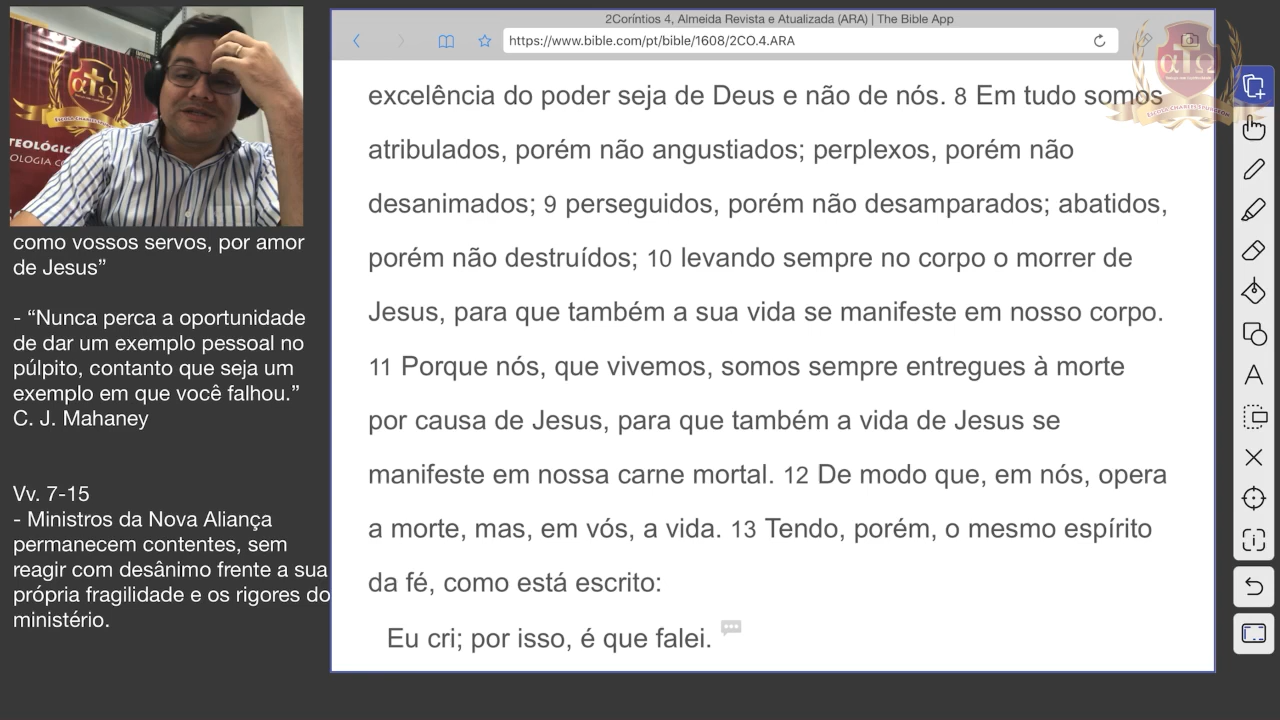 2Coríntios 4, Almeida Revista e Atualizada (ARA) | The Bible App
https://www.bible.com/pt/bible/1608/2CO.4.ARA
excelência do poder seja de Deus e não de nós. 8 Em tudo somos
atribulados, porém não angustiados; perplexos, porém não
desanimados; 9 perseguidos, porém não desamparados; abatidos,
porém não destruídos; 10 levando sempre no corpo o morrer de
Jesus, para que também a sua vida se manifeste em nosso corpo.
11 Porque nós, que vivemos, somos sempre entregues à morte
por causa de Jesus, para que também a vida de Jesus se
manifeste em nossa carne mortal. 12 De modo que, em nós, opera
a morte, mas, em vós, a vida. 13 Tendo, porém, o mesmo espírito
da fé, como está escrito:
Eu cri; por isso, é que falei.
como vossos servos, por amor
de Jesus”
- “Nunca perca a oportunidade
de dar um exemplo pessoal no
púlpito, contanto que seja um
exemplo em que você falhou.”
C. J. Mahaney
Vv. 7-15
- Ministros da Nova Aliança
permanecem contentes, sem
reagir com desânimo frente a sua
própria fragilidade e os rigores do
ministério.
α Ω
TEOLÓGIC
OLOGIA CO
α Ω
ESCOLA CHARLES SPURGEON
A